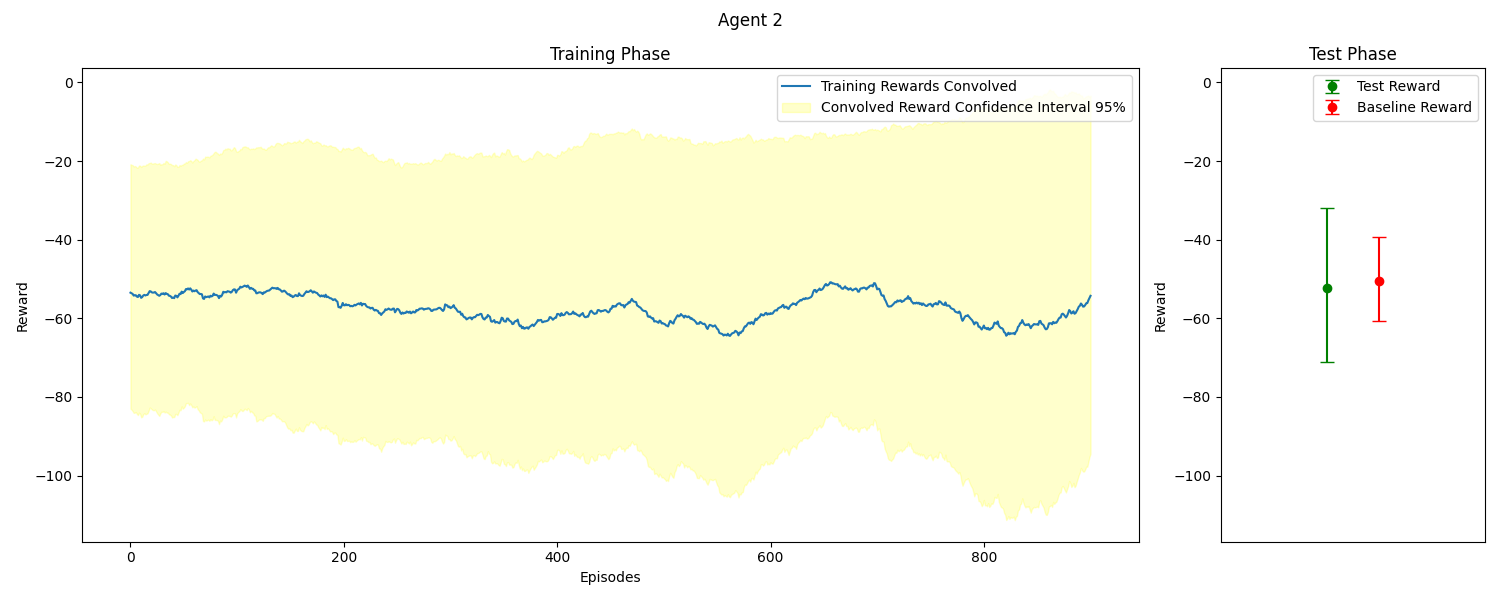 Agent 2
Training Phase
Training Rewards Convolved
Convolved Reward Confidence Interval 95%
0
−20
−40
−60
−80
−100
Reward
0
200
400
600
800
Episodes
Test Phase
Test Reward
Baseline Reward
0
−20
−40
−60
−80
−100
Reward